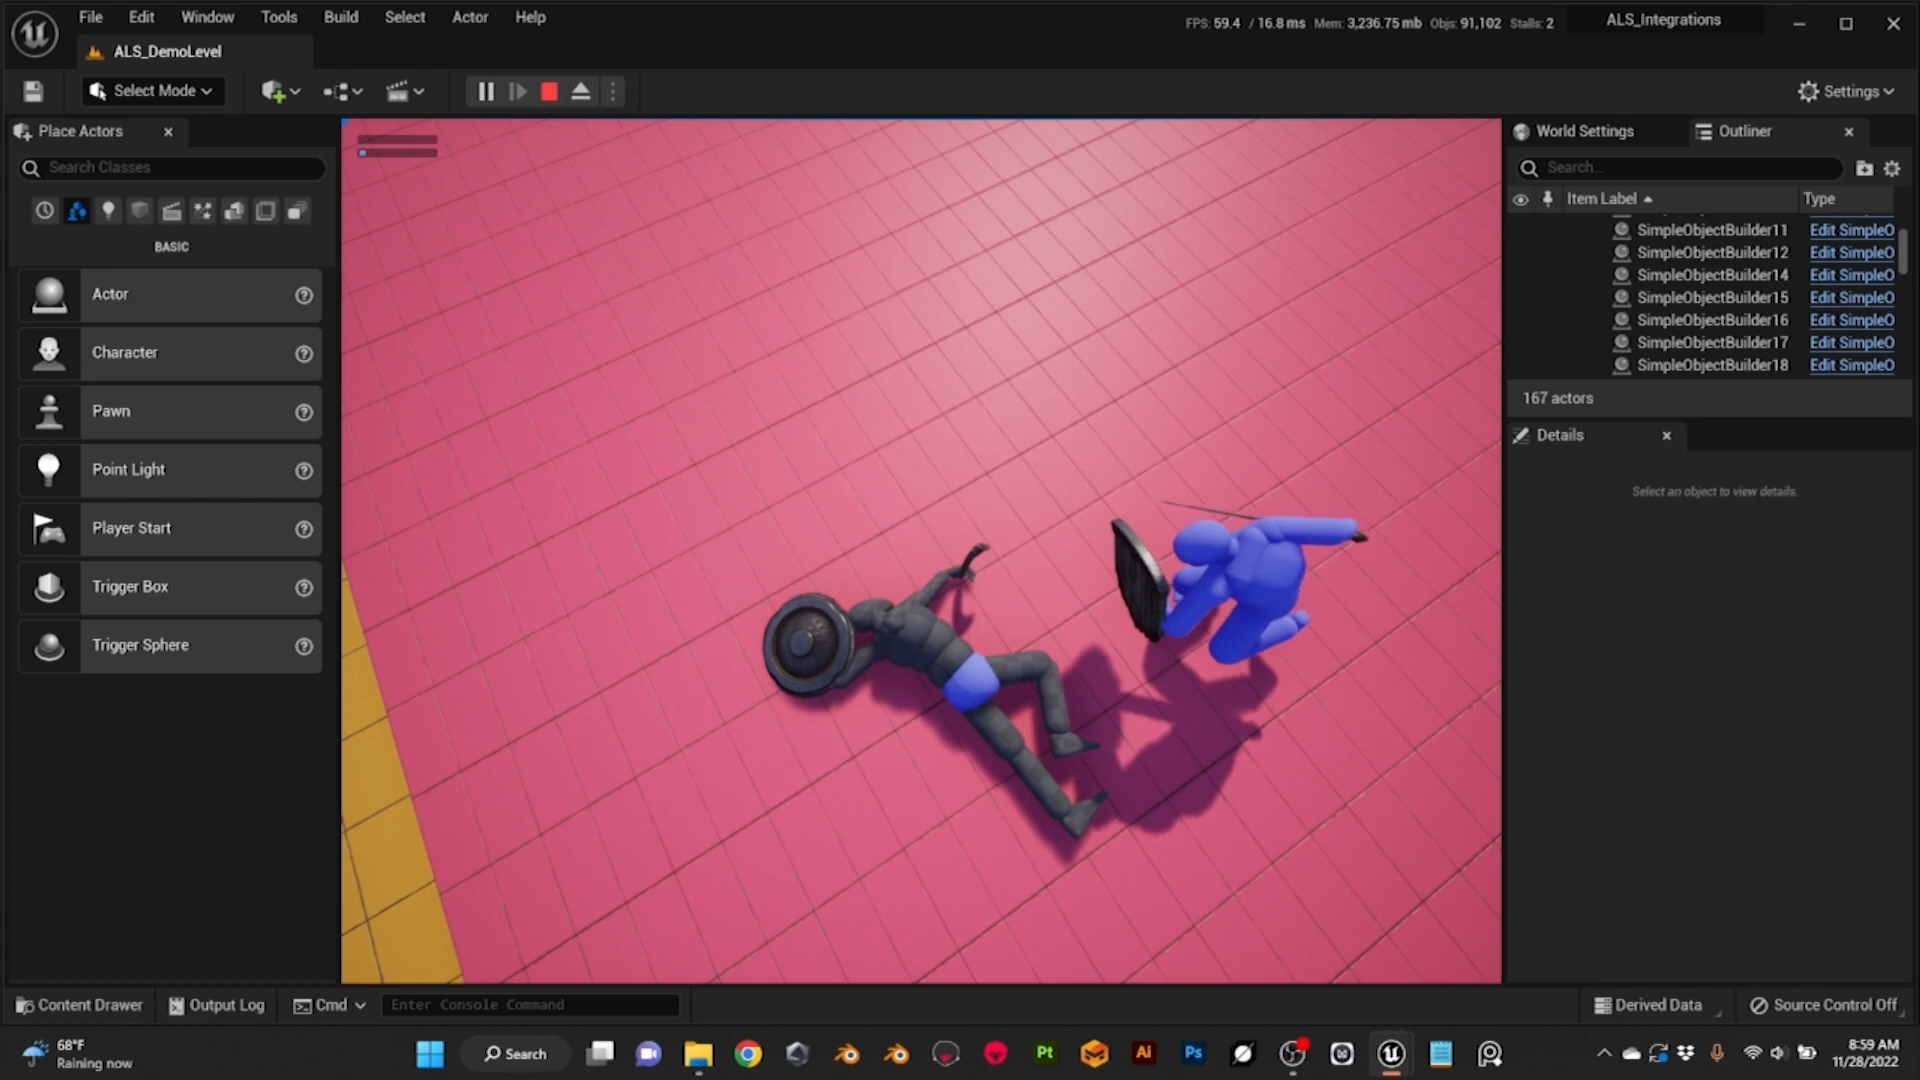 File Edit Window Tools Build Select Actor Help
FPS: 59.4 / 16.8 ms Mem: 3,236.75 mb Objs: 91,102 Stalls: 2
ALS_Integrations
ALS_DemoLevel
Select Mode
Settings
Place Actors
Search Classes
BASIC
Actor
Character
Pawn
Point Light
Player Start
Trigger Box
Trigger Sphere
World Settings
Outliner
Search...
Item Label Type
SimpleObjectBuilder11 Edit SimpleO
SimpleObjectBuilder12 Edit SimpleO
SimpleObjectBuilder14 Edit SimpleO
SimpleObjectBuilder15 Edit SimpleO
SimpleObjectBuilder16 Edit SimpleO
SimpleObjectBuilder17 Edit SimpleO
SimpleObjectBuilder18 Edit SimpleO
167 actors
Details
Select an object to view details.
Content Drawer Output Log Cmd Enter Console Command
Derived Data Source Control Off
68°F
Raining now
Search
Pt
Ai
Ps
8:59 AM
11/28/2022